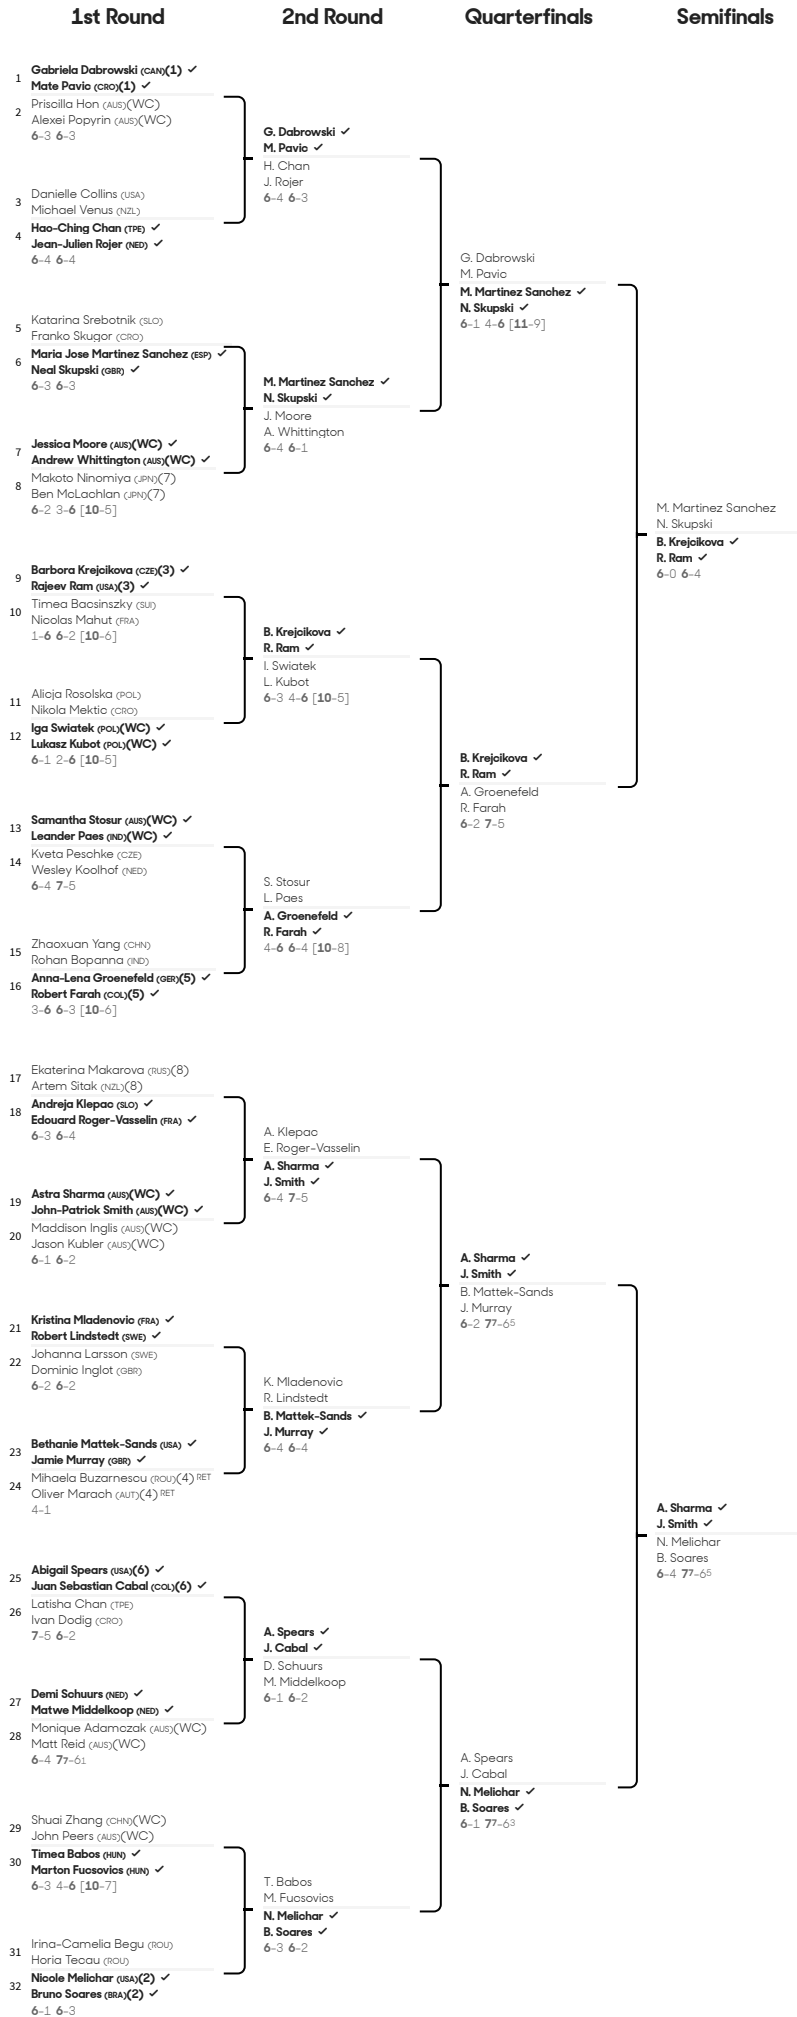 1st Round
2nd Round
Quarterfinals
Semifinals
1
Gabriela Dabrowski (CAN)(1) ✓
Mate Pavic (CRO)(1) ✓
2
Priscilla Hon (AUS)(WC)
Alexei Popyrin (AUS)(WC)
6-3 6-3
3
Danielle Collins (USA)
Michael Venus (NZL)
4
Hao-Ching Chan (TPE) ✓
Jean-Julien Rojer (NED) ✓
6-4 6-4
5
Katarina Srebotnik (SLO)
Franko Skugor (CRO)
6
Maria Jose Martinez Sanchez (ESP) ✓
Neal Skupski (GBR) ✓
6-3 6-3
7
Jessica Moore (AUS)(WC) ✓
Andrew Whittington (AUS)(WC) ✓
8
Makoto Ninomiya (JPN)(7)
Ben McLachlan (JPN)(7)
6-2 3-6 [10-5]
9
Barbora Krejcikova (CZE)(3) ✓
Rajeev Ram (USA)(3) ✓
10
Timea Bacsinszky (SUI)
Nicolas Mahut (FRA)
1-6 6-2 [10-6]
11
Alicja Rosolska (POL)
Nikola Mektic (CRO)
12
Iga Swiatek (POL)(WC) ✓
Lukasz Kubot (POL)(WC) ✓
6-1 2-6 [10-5]
13
Samantha Stosur (AUS)(WC) ✓
Leander Paes (IND)(WC) ✓
14
Kveta Peschke (CZE)
Wesley Koolhof (NED)
6-4 7-5
15
Zhaoxuan Yang (CHN)
Rohan Bopanna (IND)
16
Anna-Lena Groenefeld (GER)(5) ✓
Robert Farah (COL)(5) ✓
3-6 6-3 [10-6]
17
Ekaterina Makarova (RUS)(8)
Artem Sitak (NZL)(8)
18
Andreja Klepac (SLO) ✓
Edouard Roger-Vasselin (FRA) ✓
6-3 6-4
19
Astra Sharma (AUS)(WC) ✓
John-Patrick Smith (AUS)(WC) ✓
20
Maddison Inglis (AUS)(WC)
Jason Kubler (AUS)(WC)
6-1 6-2
21
Kristina Mladenovic (FRA) ✓
Robert Lindstedt (SWE) ✓
22
Johanna Larsson (SWE)
Dominic Inglot (GBR)
6-2 6-2
23
Bethanie Mattek-Sands (USA) ✓
Jamie Murray (GBR) ✓
24
Mihaela Buzarnescu (ROU)(4) RET
Oliver Marach (AUT)(4) RET
4-1
25
Abigail Spears (USA)(6) ✓
Juan Sebastian Cabal (COL)(6) ✓
26
Latisha Chan (TPE)
Ivan Dodig (CRO)
7-5 6-2
27
Demi Schuurs (NED) ✓
Matwe Middelkoop (NED) ✓
28
Monique Adamczak (AUS)(WC)
Matt Reid (AUS)(WC)
6-4 77-61
29
Shuai Zhang (CHN)(WC)
John Peers (AUS)(WC)
30
Timea Babos (HUN) ✓
Marton Fucsovics (HUN) ✓
6-3 4-6 [10-7]
31
Irina-Camelia Begu (ROU)
Horia Tecau (ROU)
32
Nicole Melichar (USA)(2) ✓
Bruno Soares (BRA)(2) ✓
6-1 6-3
G. Dabrowski ✓
M. Pavic ✓
H. Chan
J. Rojer
6-4 6-3
M. Martinez Sanchez ✓
N. Skupski ✓
J. Moore
A. Whittington
6-4 6-1
B. Krejcikova ✓
R. Ram ✓
I. Swiatek
L. Kubot
6-3 4-6 [10-5]
S. Stosur
L. Paes
A. Groenefeld ✓
R. Farah ✓
4-6 6-4 [10-8]
A. Klepac
E. Roger-Vasselin
A. Sharma ✓
J. Smith ✓
6-4 7-5
K. Mladenovic
R. Lindstedt
B. Mattek-Sands ✓
J. Murray ✓
6-4 6-4
A. Spears ✓
J. Cabal ✓
D. Schuurs
M. Middelkoop
6-1 6-2
T. Babos
M. Fucsovics
N. Melichar ✓
B. Soares ✓
6-3 6-2
G. Dabrowski
M. Pavic
M. Martinez Sanchez ✓
N. Skupski ✓
6-1 4-6 [11-9]
B. Krejcikova ✓
R. Ram ✓
A. Groenefeld
R. Farah
6-2 7-5
A. Sharma ✓
J. Smith ✓
B. Mattek-Sands
J. Murray
6-2 7⁷-6⁵
A. Spears
J. Cabal
N. Melichar ✓
B. Soares ✓
6-1 7⁷-6³
M. Martinez Sanchez
N. Skupski
B. Krejcikova ✓
R. Ram ✓
6-0 6-4
A. Sharma ✓
J. Smith ✓
N. Melichar
B. Soares
6-4 7⁷-6⁵